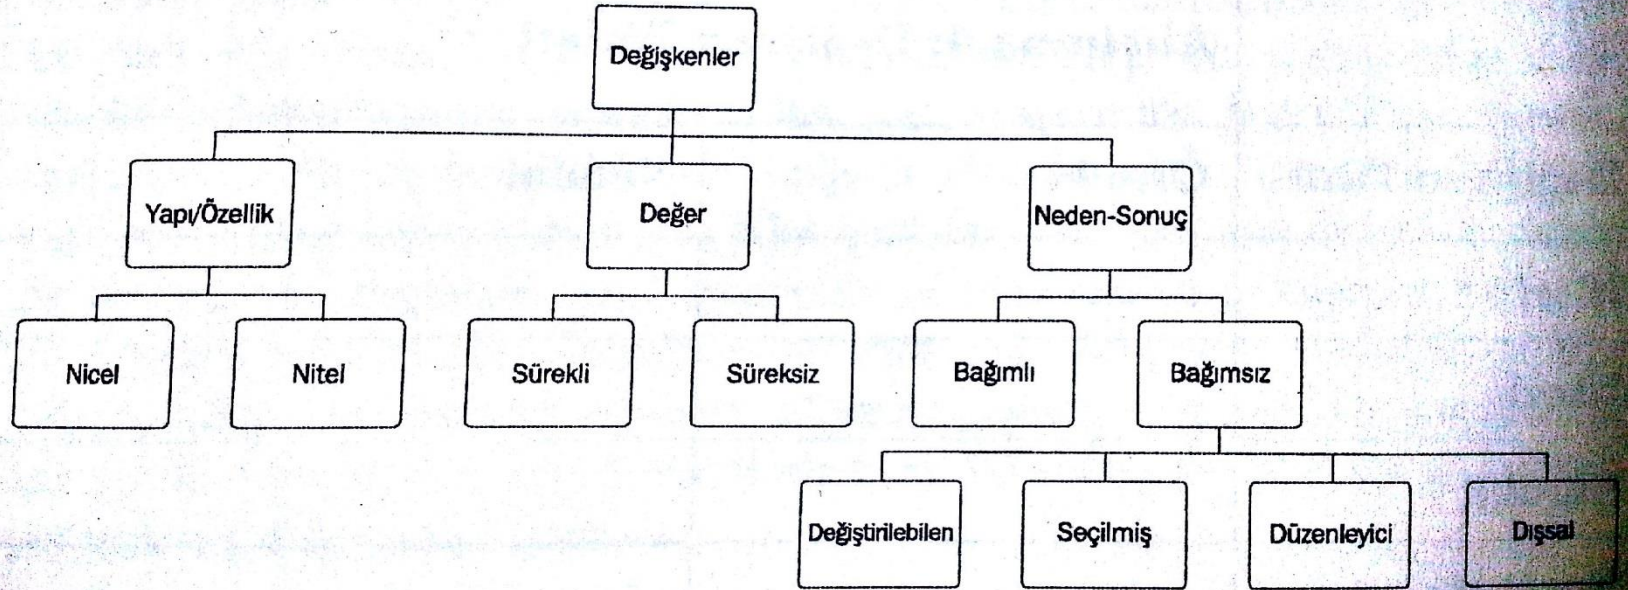 Değişkenler
Yapı/Özellik
Değer
Neden-Sonuç
Nicel
Nitel
Sürekli
Süreksiz
Bağımlı
Bağımsız
Değiştirilebilen
Seçilmiş
Düzenleyici
Dışsal